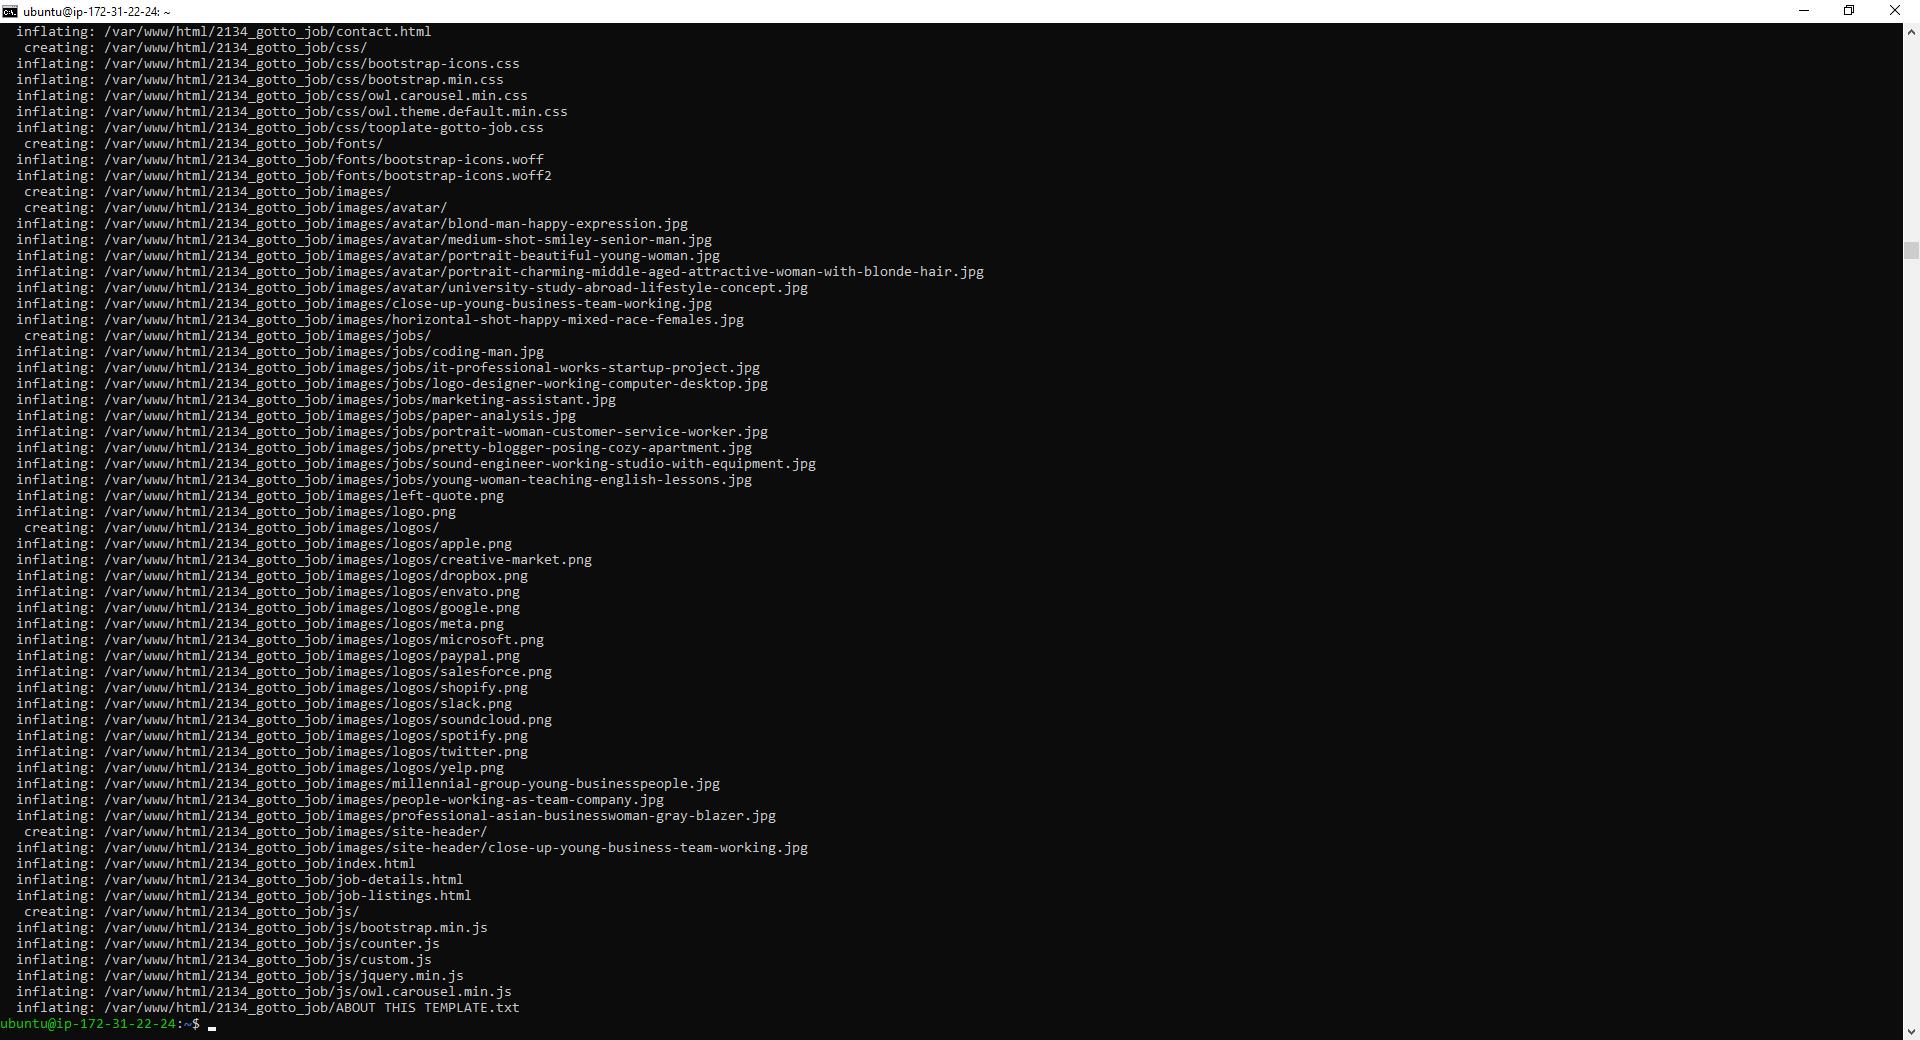 ubuntu@ip-172-31-22-24: ~
inflating: /var/www/html/2134_gotto_job/contact.html
creating: /var/www/html/2134_gotto_job/css/
inflating: /var/www/html/2134_gotto_job/css/bootstrap-icons.css
inflating: /var/www/html/2134_gotto_job/css/bootstrap.min.css
inflating: /var/www/html/2134_gotto_job/css/owl.carousel.min.css
inflating: /var/www/html/2134_gotto_job/css/owl.theme.default.min.css
inflating: /var/www/html/2134_gotto_job/css/tooplate-gotto-job.css
creating: /var/www/html/2134_gotto_job/fonts/
inflating: /var/www/html/2134_gotto_job/fonts/bootstrap-icons.woff
inflating: /var/www/html/2134_gotto_job/fonts/bootstrap-icons.woff2
creating: /var/www/html/2134_gotto_job/images/
creating: /var/www/html/2134_gotto_job/images/avatar/
inflating: /var/www/html/2134_gotto_job/images/avatar/blond-man-happy-expression.jpg
inflating: /var/www/html/2134_gotto_job/images/avatar/medium-shot-smiley-senior-man.jpg
inflating: /var/www/html/2134_gotto_job/images/avatar/portrait-beautiful-young-woman.jpg
inflating: /var/www/html/2134_gotto_job/images/avatar/portrait-charming-middle-aged-attractive-woman-with-blonde-hair.jpg
inflating: /var/www/html/2134_gotto_job/images/avatar/university-study-abroad-lifestyle-concept.jpg
inflating: /var/www/html/2134_gotto_job/images/close-up-young-business-team-working.jpg
inflating: /var/www/html/2134_gotto_job/images/horizontal-shot-happy-mixed-race-females.jpg
creating: /var/www/html/2134_gotto_job/images/jobs/
inflating: /var/www/html/2134_gotto_job/images/jobs/coding-man.jpg
inflating: /var/www/html/2134_gotto_job/images/jobs/it-professional-works-startup-project.jpg
inflating: /var/www/html/2134_gotto_job/images/jobs/logo-designer-working-computer-desktop.jpg
inflating: /var/www/html/2134_gotto_job/images/jobs/marketing-assistant.jpg
inflating: /var/www/html/2134_gotto_job/images/jobs/paper-analysis.jpg
inflating: /var/www/html/2134_gotto_job/images/jobs/portrait-woman-customer-service-worker.jpg
inflating: /var/www/html/2134_gotto_job/images/jobs/pretty-blogger-posing-cozy-apartment.jpg
inflating: /var/www/html/2134_gotto_job/images/jobs/sound-engineer-working-studio-with-equipment.jpg
inflating: /var/www/html/2134_gotto_job/images/jobs/young-woman-teaching-english-lessons.jpg
inflating: /var/www/html/2134_gotto_job/images/left-quote.png
inflating: /var/www/html/2134_gotto_job/images/logo.png
creating: /var/www/html/2134_gotto_job/images/logos/
inflating: /var/www/html/2134_gotto_job/images/logos/apple.png
inflating: /var/www/html/2134_gotto_job/images/logos/creative-market.png
inflating: /var/www/html/2134_gotto_job/images/logos/dropbox.png
inflating: /var/www/html/2134_gotto_job/images/logos/envato.png
inflating: /var/www/html/2134_gotto_job/images/logos/google.png
inflating: /var/www/html/2134_gotto_job/images/logos/meta.png
inflating: /var/www/html/2134_gotto_job/images/logos/microsoft.png
inflating: /var/www/html/2134_gotto_job/images/logos/paypal.png
inflating: /var/www/html/2134_gotto_job/images/logos/salesforce.png
inflating: /var/www/html/2134_gotto_job/images/logos/shopify.png
inflating: /var/www/html/2134_gotto_job/images/logos/slack.png
inflating: /var/www/html/2134_gotto_job/images/logos/soundcloud.png
inflating: /var/www/html/2134_gotto_job/images/logos/spotify.png
inflating: /var/www/html/2134_gotto_job/images/logos/twitter.png
inflating: /var/www/html/2134_gotto_job/images/logos/yelp.png
inflating: /var/www/html/2134_gotto_job/images/millennial-group-young-businesspeople.jpg
inflating: /var/www/html/2134_gotto_job/images/people-working-as-team-company.jpg
inflating: /var/www/html/2134_gotto_job/images/professional-asian-businesswoman-gray-blazer.jpg
creating: /var/www/html/2134_gotto_job/images/site-header/
inflating: /var/www/html/2134_gotto_job/images/site-header/close-up-young-business-team-working.jpg
inflating: /var/www/html/2134_gotto_job/index.html
inflating: /var/www/html/2134_gotto_job/job-details.html
inflating: /var/www/html/2134_gotto_job/job-listings.html
creating: /var/www/html/2134_gotto_job/js/
inflating: /var/www/html/2134_gotto_job/js/bootstrap.min.js
inflating: /var/www/html/2134_gotto_job/js/counter.js
inflating: /var/www/html/2134_gotto_job/js/custom.js
inflating: /var/www/html/2134_gotto_job/js/jquery.min.js
inflating: /var/www/html/2134_gotto_job/js/owl.carousel.min.js
inflating: /var/www/html/2134_gotto_job/ABOUT THIS TEMPLATE.txt
ubuntu@ip-172-31-22-24:~$